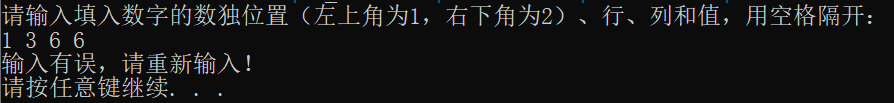 请输入填入数字的数独位置（左上角为1，右下角为2）、行、列和值，用空格隔开：
1 3 6 6
输入有误，请重新输入！
请按任意键继续. . .